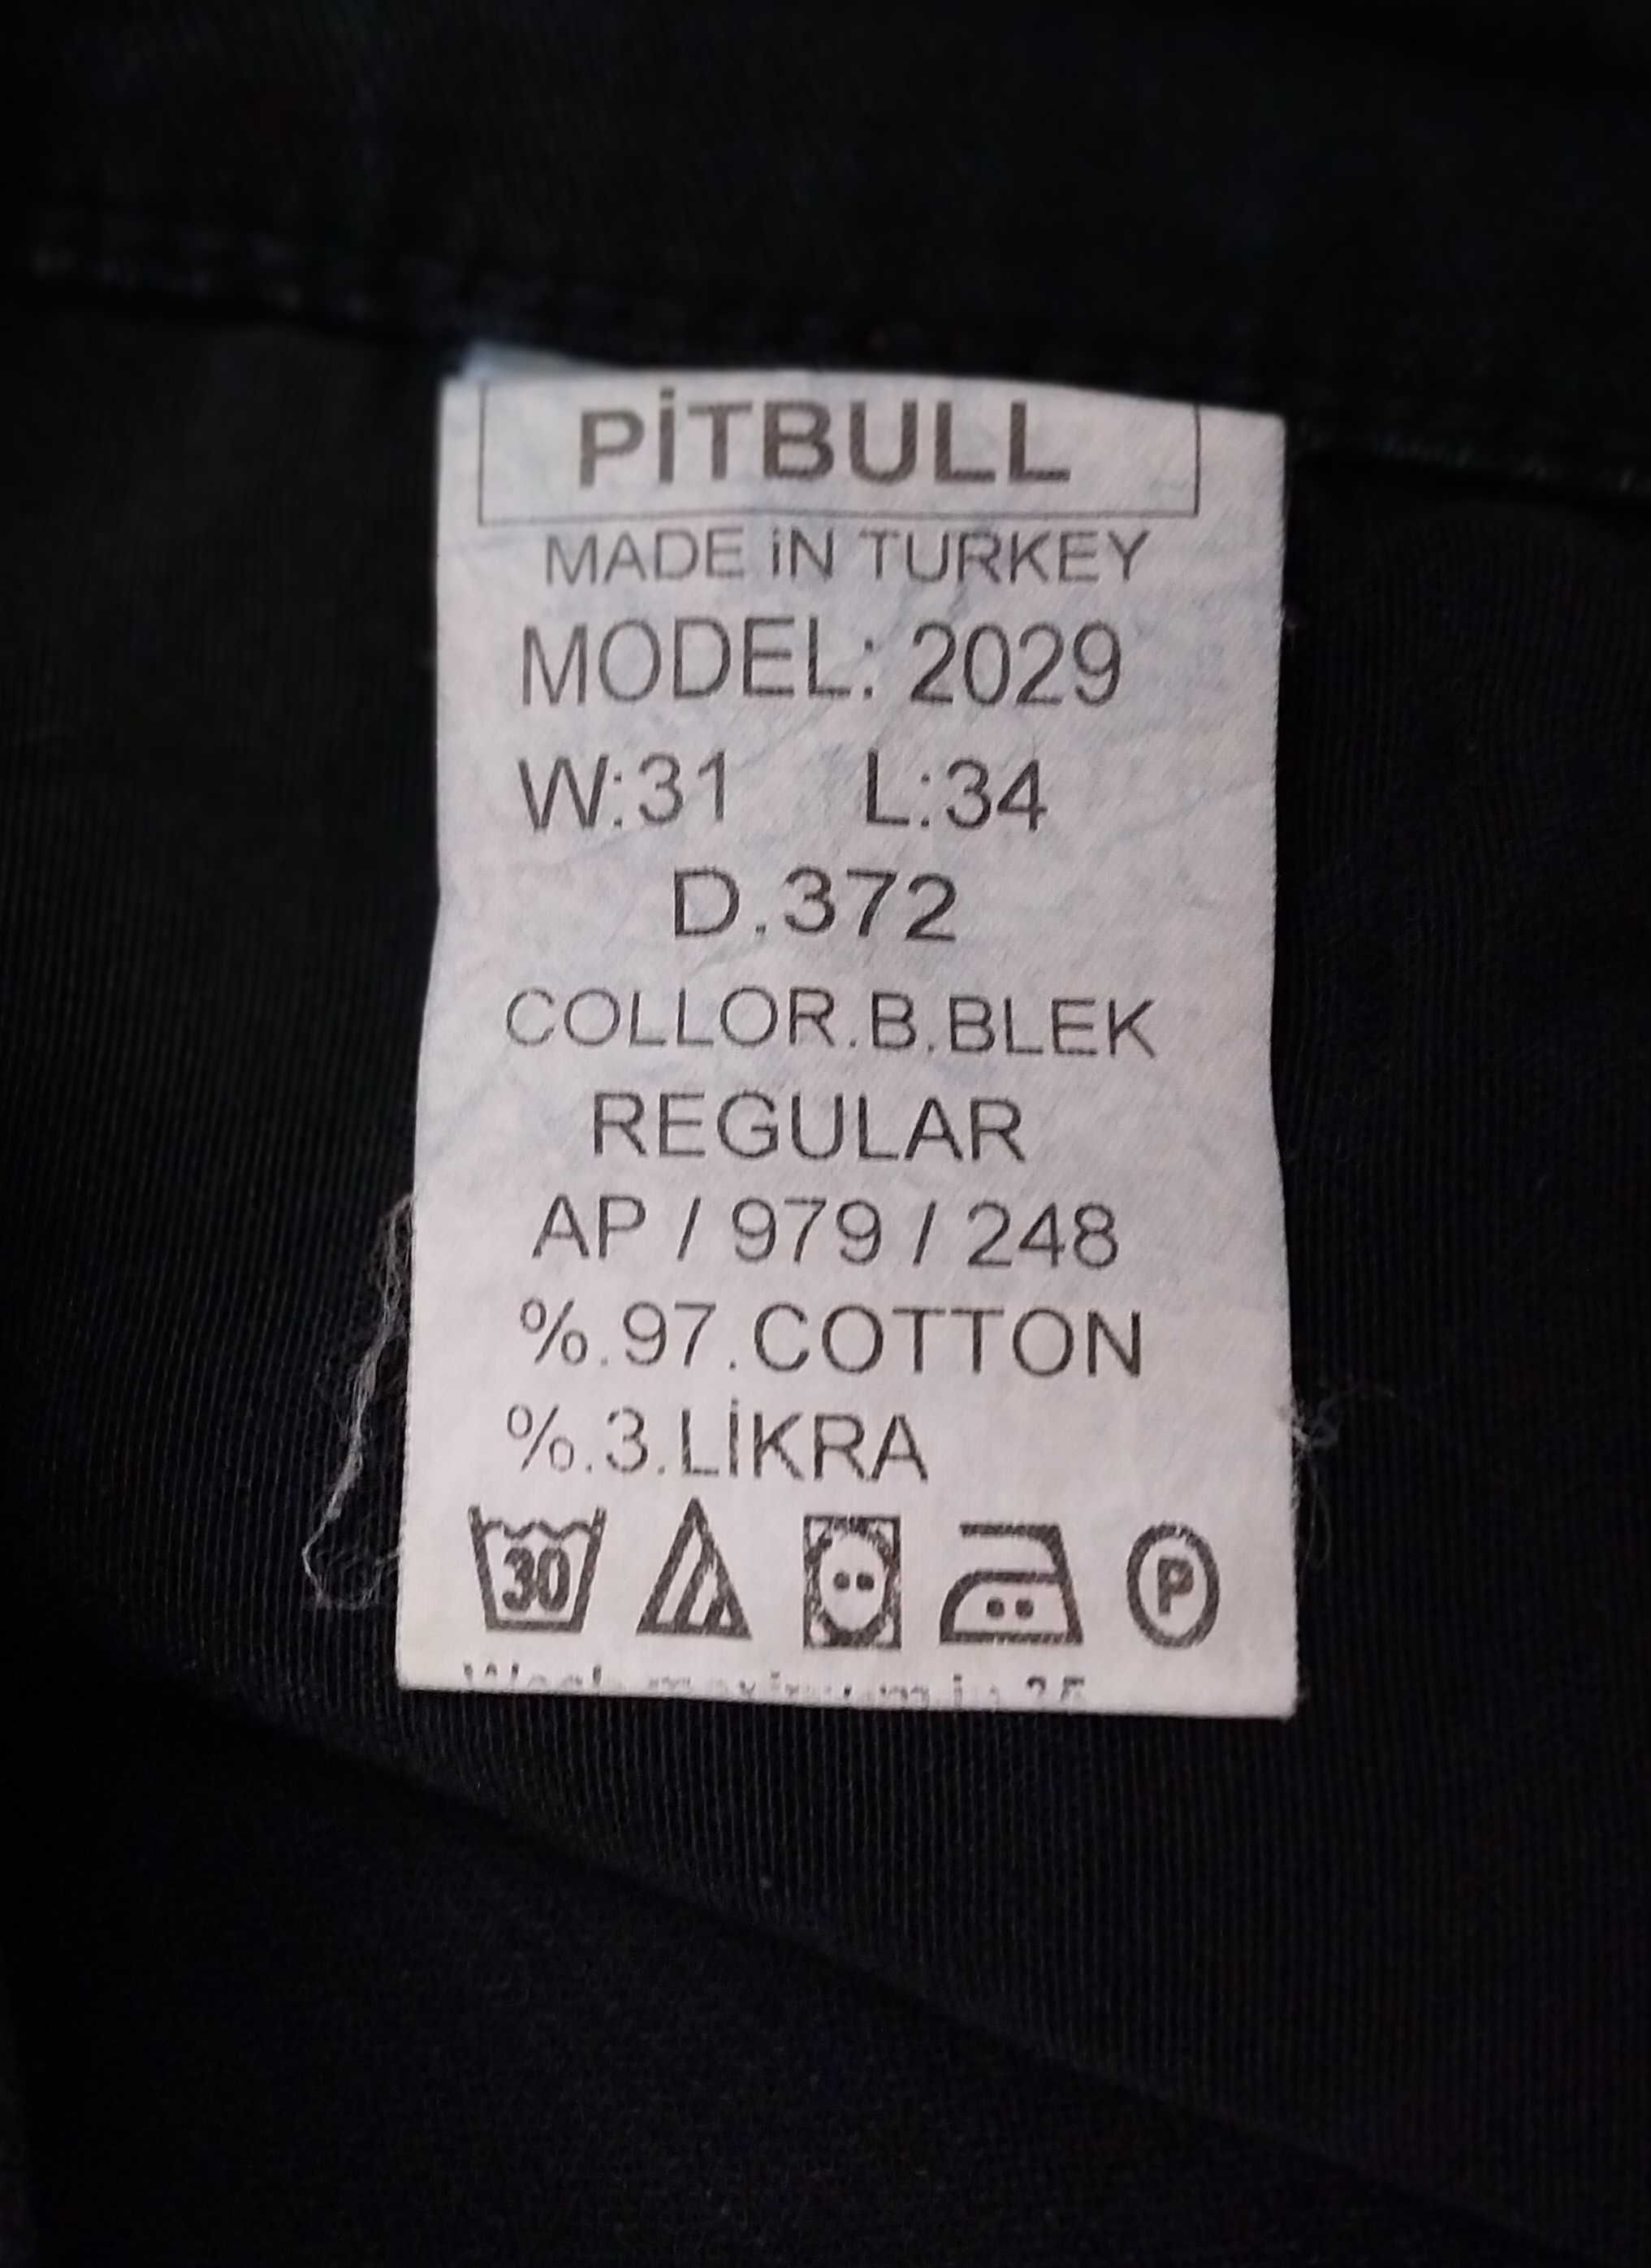 PİTBULL
MADE İN TURKEY
MODEL: 2029
W:31 L:34
D.372
COLLOR.B.BLEK
REGULAR
AP / 979 / 248
%.97.COTTON
%.3.LİKRA
30 P